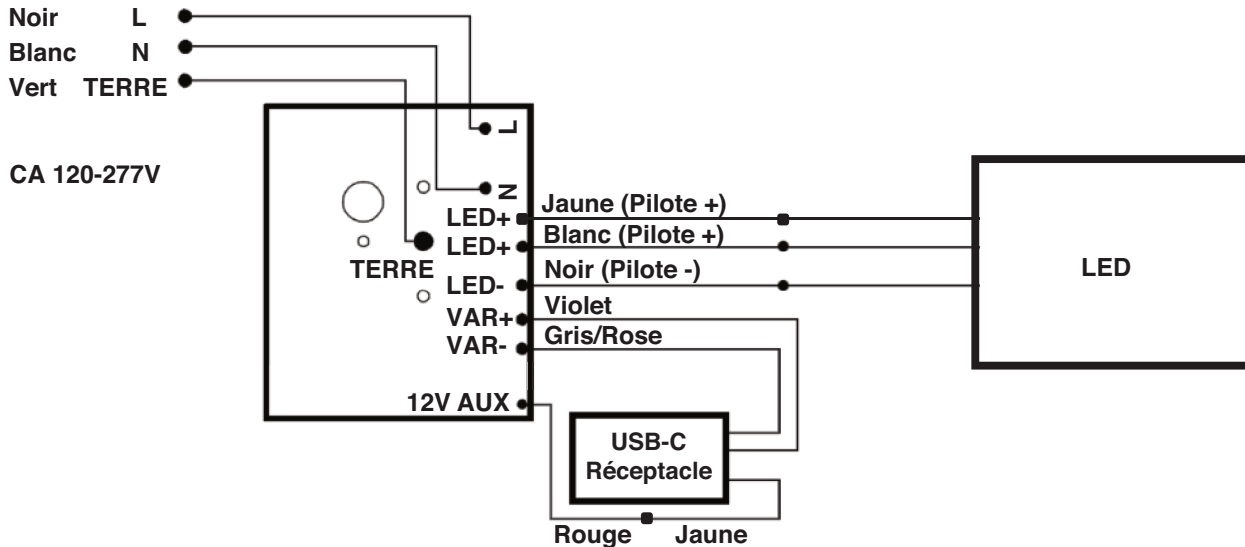 Noir L
Blanc N
Vert TERRE
CA 120-277V
L
N
LED+
LED+
TERRE
LED-
VAR+
VAR-
12V AUX
Jaune (Pilote +)
Blanc (Pilote +)
Noir (Pilote -)
Violet
Gris/Rose
LED
USB-C
Réceptacle
Rouge Jaune